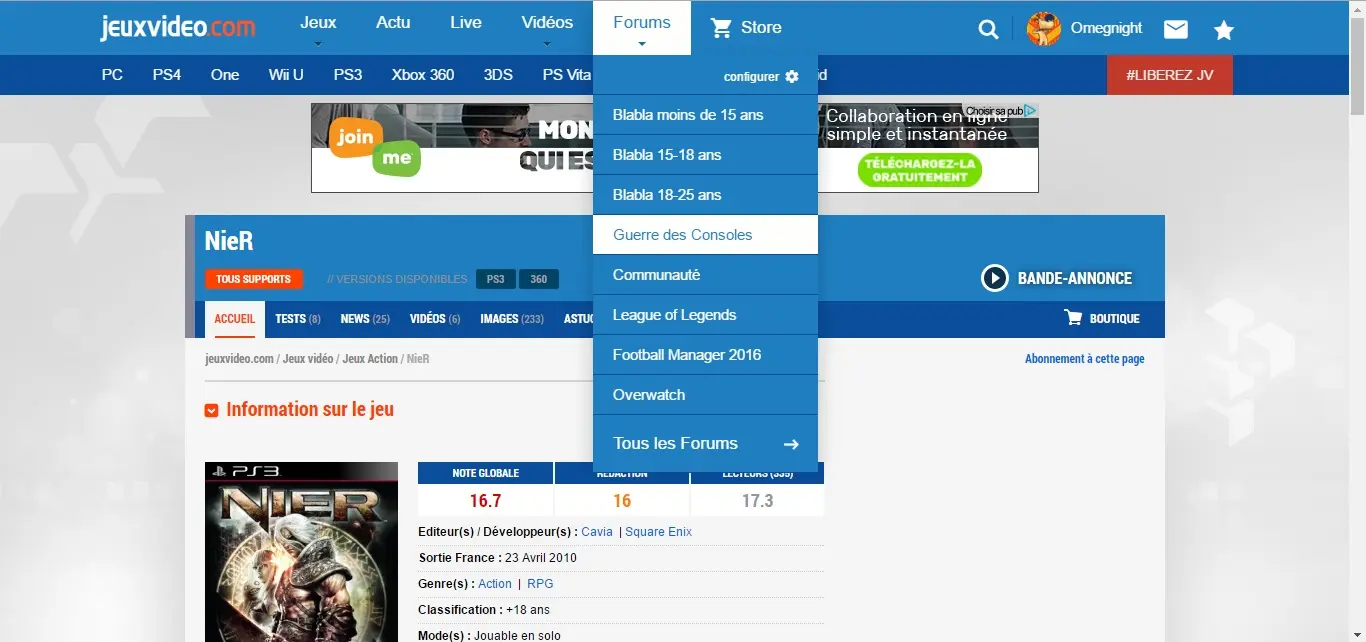 jeuxvideo.com
Jeux Actu Live Vidéos Forums Store Omegnight
PC PS4 One Wii U PS3 Xbox 360 3DS PS Vita
#LIBEREZ JV
configurer
Blabla moins de 15 ans
Blabla 15-18 ans
Blabla 18-25 ans
Guerre des Consoles
Communauté
League of Legends
Football Manager 2016
Overwatch
Tous les Forums
join
me
MON
QUI ES
Choisir sa pub
Collaboration en ligne
simple et instantanée
TÉLÉCHARGEZ-LA
GRATUITEMENT
NieR
TOUS SUPPORTS // VERSIONS DISPONIBLES PS3 360
BANDE-ANNONCE
ACCUEIL TESTS (8) NEWS (25) VIDÉOS (6) IMAGES (233) ASTUC
BOUTIQUE
jeuxvideo.com / Jeux vidéo / Jeux Action / NieR
Abonnement à cette page
Information sur le jeu
PS3
NIER
NOTE GLOBALE RÉDACTION LECTEURS (335)
16.7 16 17.3
Editeur(s) / Développeur(s) : Cavia | Square Enix
Sortie France : 23 Avril 2010
Genre(s) : Action | RPG
Classification : +18 ans
Mode(s) : Jouable en solo